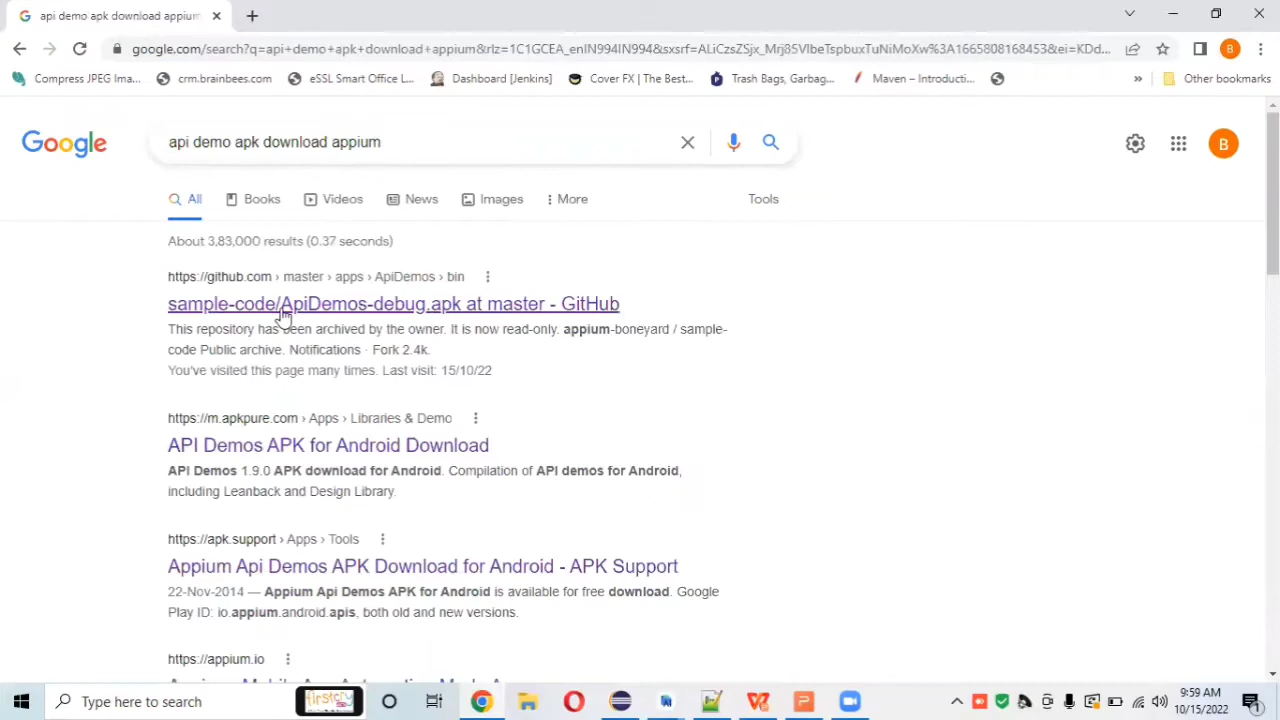 api demo apk download appium
google.com/search?q=api+demo+apk+download+appium&rlz=1C1GCEA_enIN994IN994&sxsrf=ALiCzsZSjx_Mrj85VlbeTspbuxTuNiMoXw%3A1665808168453&ei=KDd...
Compress JPEG Ima... crm.brainbees.com eSSL Smart Office L... Dashboard [Jenkins] Cover FX | The Best... Trash Bags, Garbag... Maven – Introducti... » Other bookmarks
Google api demo apk download appium B
All Books Videos News Images More Tools
About 3,83,000 results (0.37 seconds)
https://github.com › master › apps › ApiDemos › bin
sample-code/ApiDemos-debug.apk at master - GitHub
This repository has been archived by the owner. It is now read-only. appium-boneyard / sample-
code Public archive. Notifications · Fork 2.4k.
You've visited this page many times. Last visit: 15/10/22
https://m.apkpure.com › Apps › Libraries & Demo
API Demos APK for Android Download
API Demos 1.9.0 APK download for Android. Compilation of API demos for Android,
including Leanback and Design Library.
https://apk.support › Apps › Tools
Appium Api Demos APK Download for Android - APK Support
22-Nov-2014 — Appium Api Demos APK for Android is available for free download. Google
Play ID: io.appium.android.apis, both old and new versions.
https://appium.io
Type here to search firstcry 9:59 AM
10/15/2022